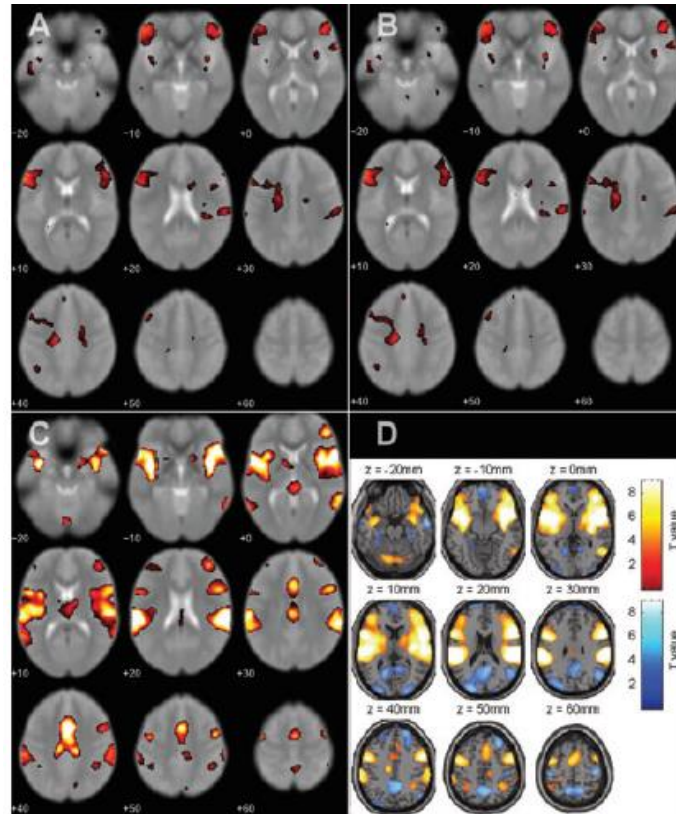 A
-20
-10
+0
+10
+20
+30
+40
+50
+60
B
-20
-10
+0
+10
+20
+30
+40
+50
+60
C
-20
-10
+0
+10
+20
+30
+40
+50
+60
D
z = -20mm
z = -10mm
z = 0mm
z = 10mm
z = 20mm
z = 30mm
z = 40mm
z = 50mm
z = 60mm
8
6
4
2
T value
8
6
4
2
T value